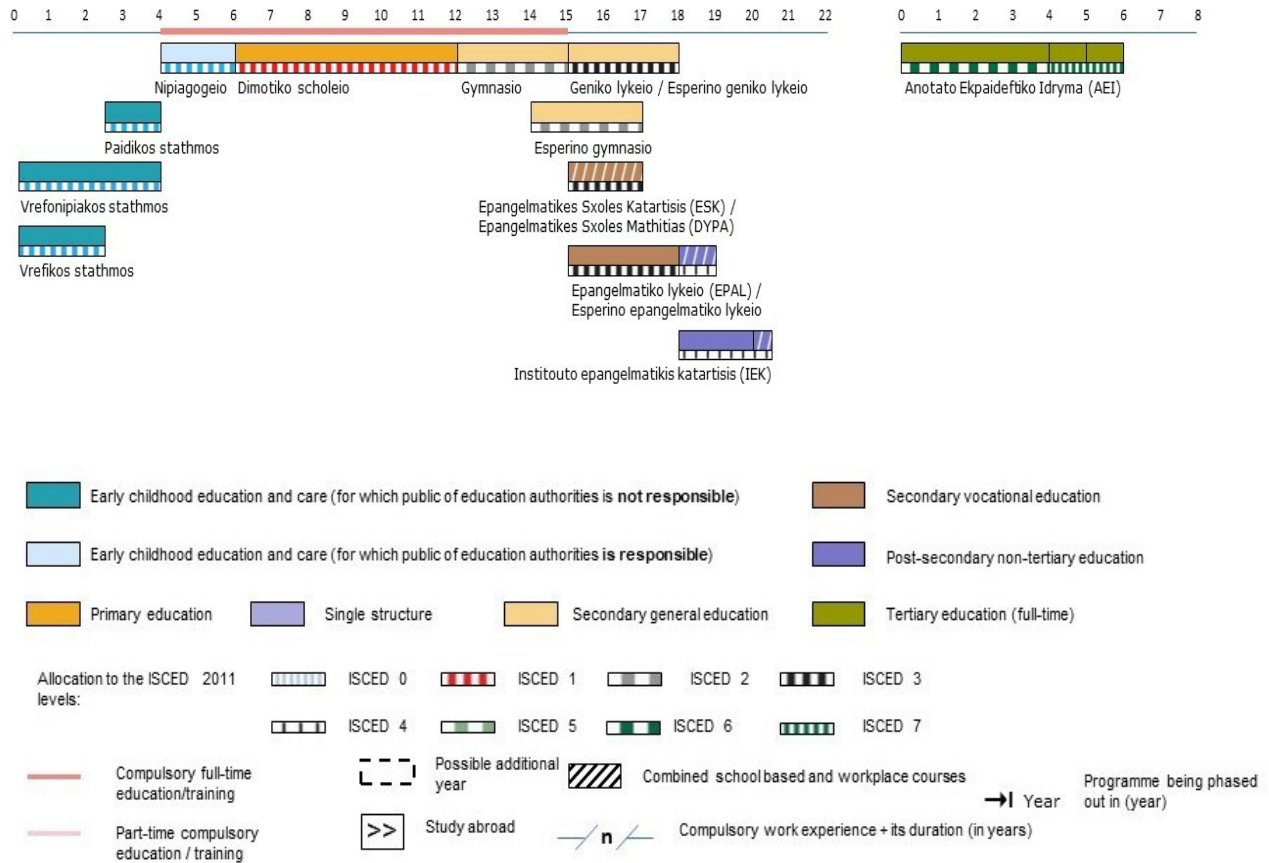 0 1 2 3 4 5 6 7 8 9 10 11 12 13 14 15 16 17 18 19 20 21 22
0 1 2 3 4 5 6 7 8
Nipiagogeio
Dimotiko scholeio
Gymnasio
Geniko lykeio / Esperino geniko lykeio
Anotato Ekpaideftiko Idryma (AEI)
Paidikos stathmos
Esperino gymnasio
Vrefonipiakos stathmos
Epangelmatikes Sxoles Katartisis (ESK) /
Epangelmatikes Sxoles Mathitias (DYPA)
Vrefikos stathmos
Epangelmatiko lykeio (EPAL) /
Esperino epangelmatiko lykeio
Institouto epangelmatikis katartisis (IEK)
Early childhood education and care (for which public of education authorities is not responsible)
Secondary vocational education
Early childhood education and care (for which public of education authorities is responsible)
Post-secondary non-tertiary education
Primary education
Single structure
Secondary general education
Tertiary education (full-time)
Allocation to the ISCED 2011
levels:
ISCED 0
ISCED 1
ISCED 2
ISCED 3
ISCED 4
ISCED 5
ISCED 6
ISCED 7
Compulsory full-time
education/training
Possible additional
year
Combined school based and workplace courses
Year
Programme being phased
out in (year)
Part-time compulsory
education / training
>>
Study abroad
n
Compulsory work experience + its duration (in years)